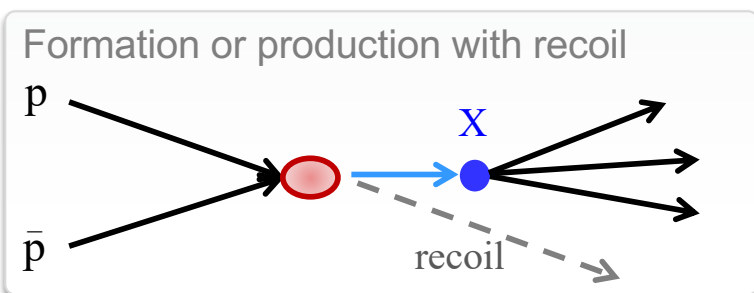 Formation or production with recoil
p
X
p̄
recoil